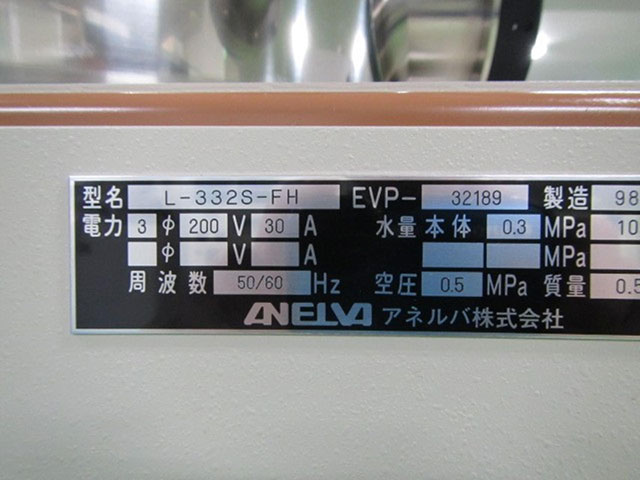 型名 L-332S-FH EVP- 32189 製造 98
電力 3 φ 200 V 30 A 水量 本体 0.3 MPa 10
φ V A MPa
周波数 50/60 Hz 空圧 0.5 MPa 質量 0.5
ANELVA アネルバ株式会社